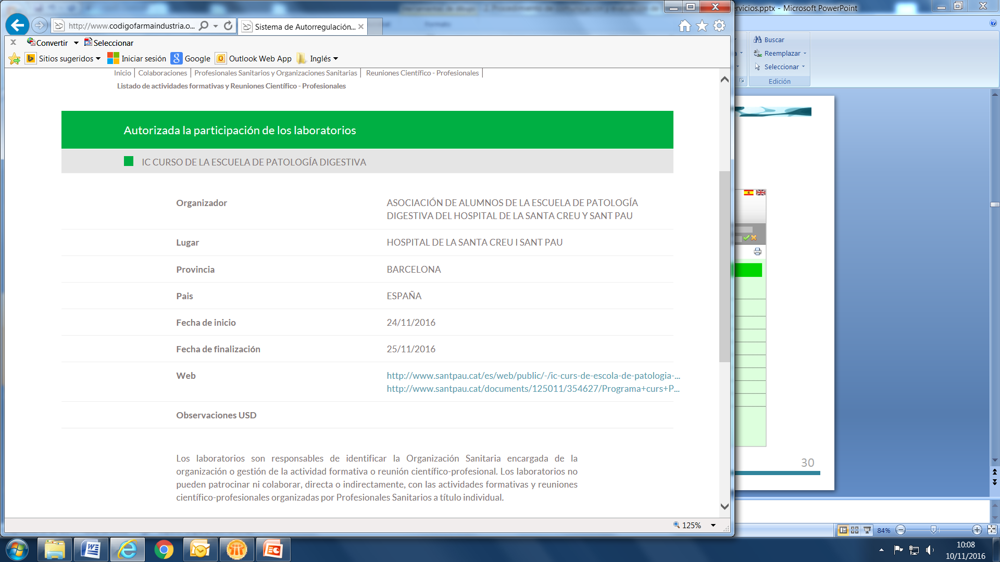 rvicios.pptx - Microsoft PowerPoint
http://www.codigofarmaindustria.o...
Sistema de Autorregulación...
Convertir
Seleccionar
Sitios sugeridos
Iniciar sesión
Google
Outlook Web App
Inglés
Buscar
Reemplazar
Seleccionar
Edición
Inicio | Colaboraciones | Profesionales Sanitarios y Organizaciones Sanitarias | Reuniones Científico - Profesionales |
Listado de actividades formativas y Reuniones Científico - Profesionales
Autorizada la participación de los laboratorios
IC CURSO DE LA ESCUELA DE PATOLOGÍA DIGESTIVA
Organizador
ASOCIACIÓN DE ALUMNOS DE LA ESCUELA DE PATOLOGÍA
DIGESTIVA DEL HOSPITAL DE LA SANTA CREU Y SANT PAU
Lugar
HOSPITAL DE LA SANTA CREU I SANT PAU
Provincia
BARCELONA
Pais
ESPAÑA
Fecha de inicio
24/11/2016
Fecha de finalización
25/11/2016
Web
http://www.santpau.cat/es/web/public/-/ic-curs-de-escola-de-patologia-...
http://www.santpau.cat/documents/125011/354627/Programa+curs+P...
Observaciones USD
Los laboratorios son responsables de identificar la Organización Sanitaria encargada de la
organización o gestión de la actividad formativa o reunión científico-profesional. Los laboratorios no
pueden patrocinar ni colaborar, directa o indirectamente, con las actividades formativas y reuniones
científico-profesionales organizadas por Profesionales Sanitarios a título individual.
30
125%
84%
10:08
10/11/2016